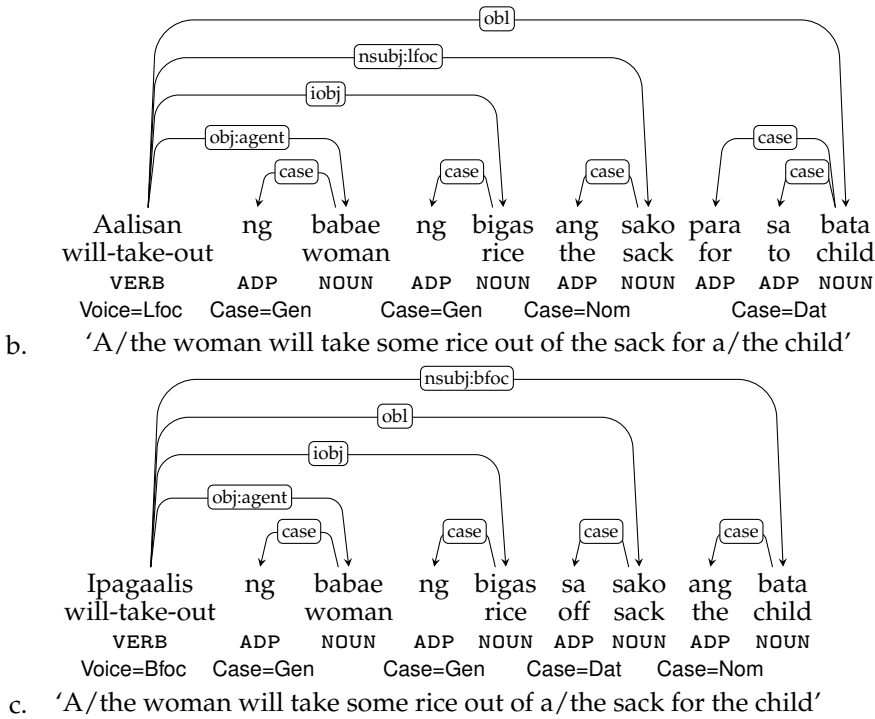 obl
nsubj:lfoc
iobj
obj:agent case
case case case case
Aalisan ng babae ng bigas ang sako para sa bata
will-take-out woman rice the sack for to child
VERB ADP NOUN ADP NOUN ADP NOUN ADP ADP NOUN
Voice=Lfoc Case=Gen Case=Gen Case=Nom Case=Dat
b. 'A/the woman will take some rice out of the sack for a/the child'
nsubj:bfoc
obl
iobj
obj:agent
case case case case
Ipagaalis ng babae ng bigas sa sako ang bata
will-take-out woman rice off sack the child
VERB ADP NOUN ADP NOUN ADP NOUN ADP NOUN
Voice=Bfoc Case=Gen Case=Gen Case=Dat Case=Nom
c. 'A/the woman will take some rice out of a/the sack for the child'